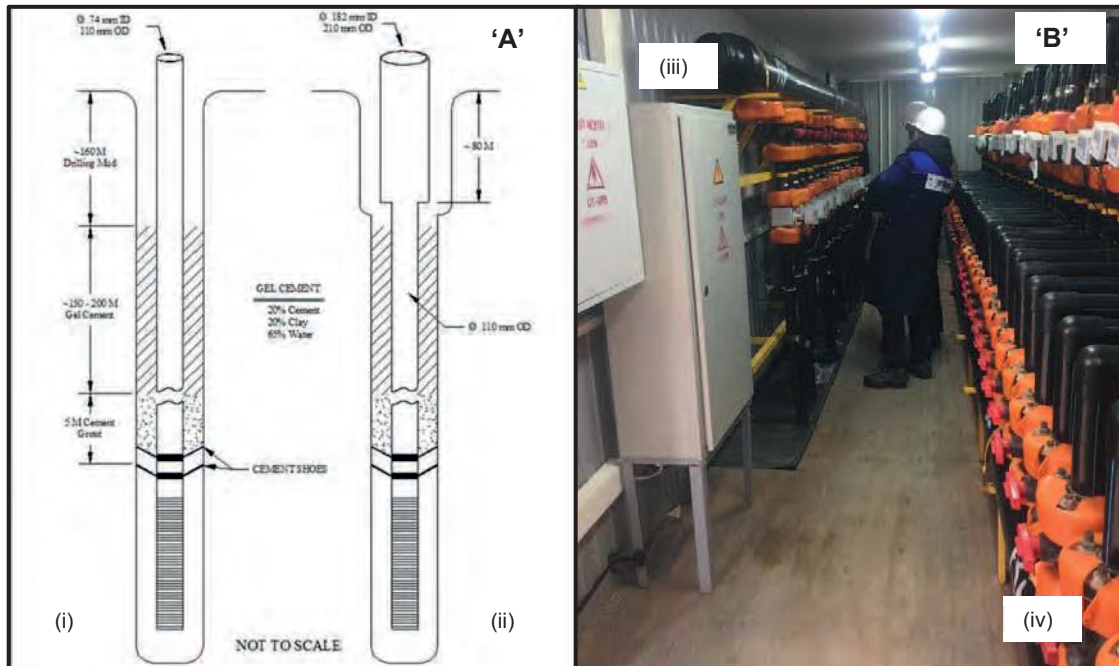 Ø 74 mm ID
110 mm OD
Ø 182 mm ID
210 mm OD
'A'
~160 M
Drilling Mud
~ 80 M
~150 - 200 M
Gel Cement
GEL CEMENT
20% Cement
20% Clay
65% Water
Ø 110 mm OD
5 M Cement
Grout
CEMENT SHOES
(i)
(ii)
NOT TO SCALE
'B'
(iii)
(iv)